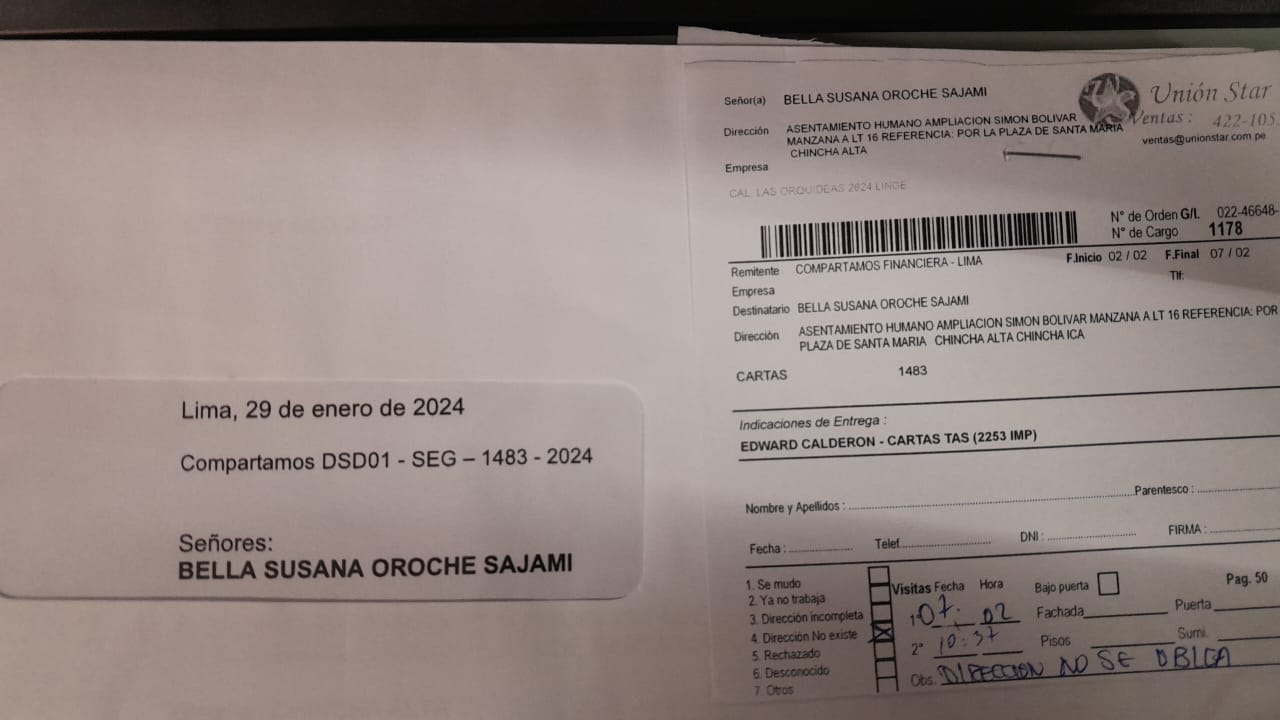 Lima, 29 de enero de 2024
Compartamos DSD01 - SEG – 1483 - 2024
Señores:
BELLA SUSANA OROCHE SAJAMI
Señor(a) BELLA SUSANA OROCHE SAJAMI
Unión Star
Dirección ASENTAMIENTO HUMANO AMPLIACION SIMON BOLIVAR
Ventas : 422-105
MANZANA A LT 16 REFERENCIA: POR LA PLAZA DE SANTA MARIA
ventas@unionstar.com.pe
CHINCHA ALTA
Empresa
CAL. LAS ORQUIDEAS 2624 LINCE
N° de Orden G/I. 022-46648-
N° de Cargo 1178
Remitente COMPARTAMOS FINANCIERA - LIMA F.Inicio 02 / 02 F.Final 07 / 02
Empresa Tlf:
Destinatario BELLA SUSANA OROCHE SAJAMI
Dirección ASENTAMIENTO HUMANO AMPLIACION SIMON BOLIVAR MANZANA A LT 16 REFERENCIA: POR
PLAZA DE SANTA MARIA CHINCHA ALTA CHINCHA ICA
CARTAS 1483
Indicaciones de Entrega :
EDWARD CALDERON - CARTAS TAS (2253 IMP)
Nombre y Apellidos : Parentesco :
Fecha : Telef. DNI : FIRMA :
1. Se mudo
2. Ya no trabaja
3. Dirección incompleta
4. Dirección No existe
5. Rechazado
6. Desconocido
7. Otros
Visitas Fecha Hora Bajo puerta Pag. 50
1° 07. 02 Fachada Puerta
2° 10:37 Pisos Sumi.
Obs. DIRECCION NO SE OBLGA